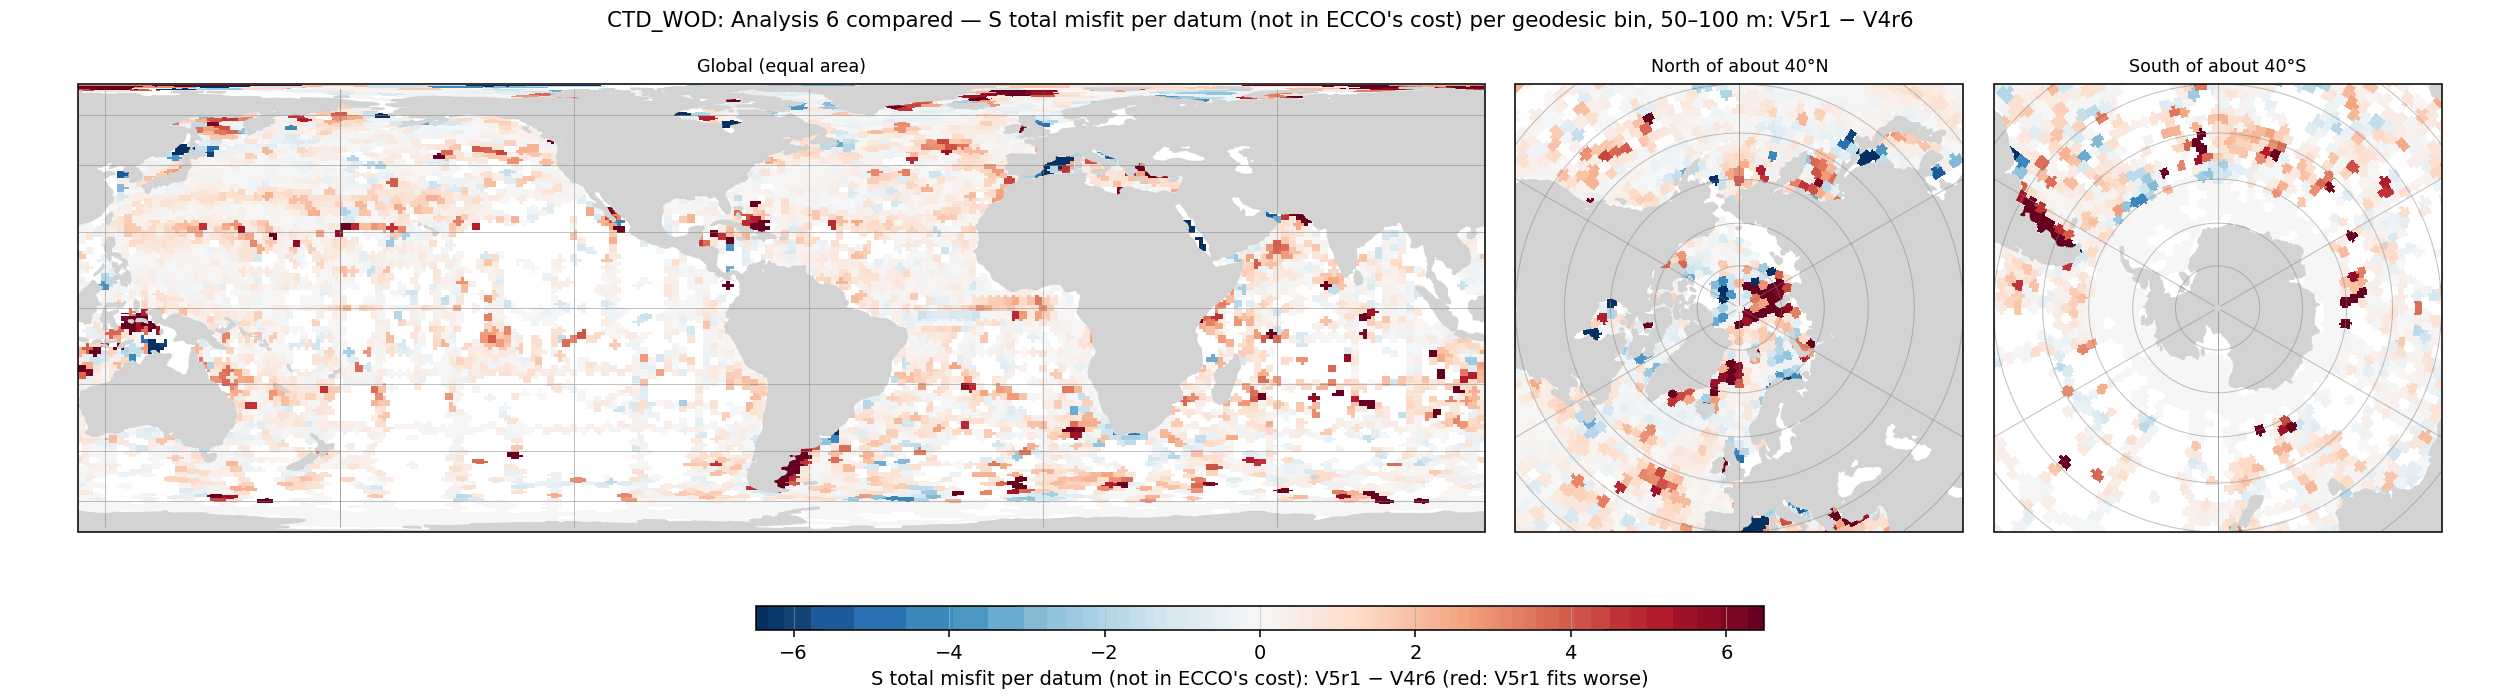 CTD_WOD: Analysis 6 compared — S total misfit per datum (not in ECCO's cost) per geodesic bin, 50–100 m: V5r1 − V4r6
Global (equal area)
North of about 40°N
South of about 40°S
−6 −4 −2 0 2 4 6
S total misfit per datum (not in ECCO's cost): V5r1 − V4r6 (red: V5r1 fits worse)